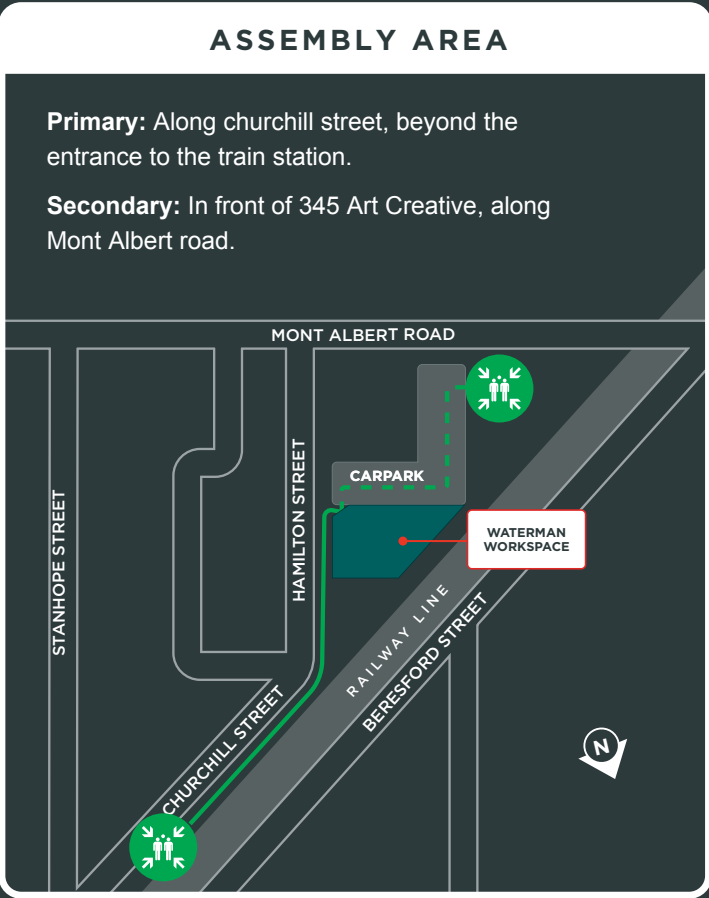 ASSEMBLY AREA
Primary: Along churchill street, beyond the
entrance to the train station.
Secondary: In front of 345 Art Creative, along
Mont Albert road.
MONT ALBERT ROAD
CARPARK
HAMILTON STREET
STANHOPE STREET
WATERMAN
WORKSPACE
RAILWAY LINE
BERESFORD STREET
CHURCHILL STREET
N